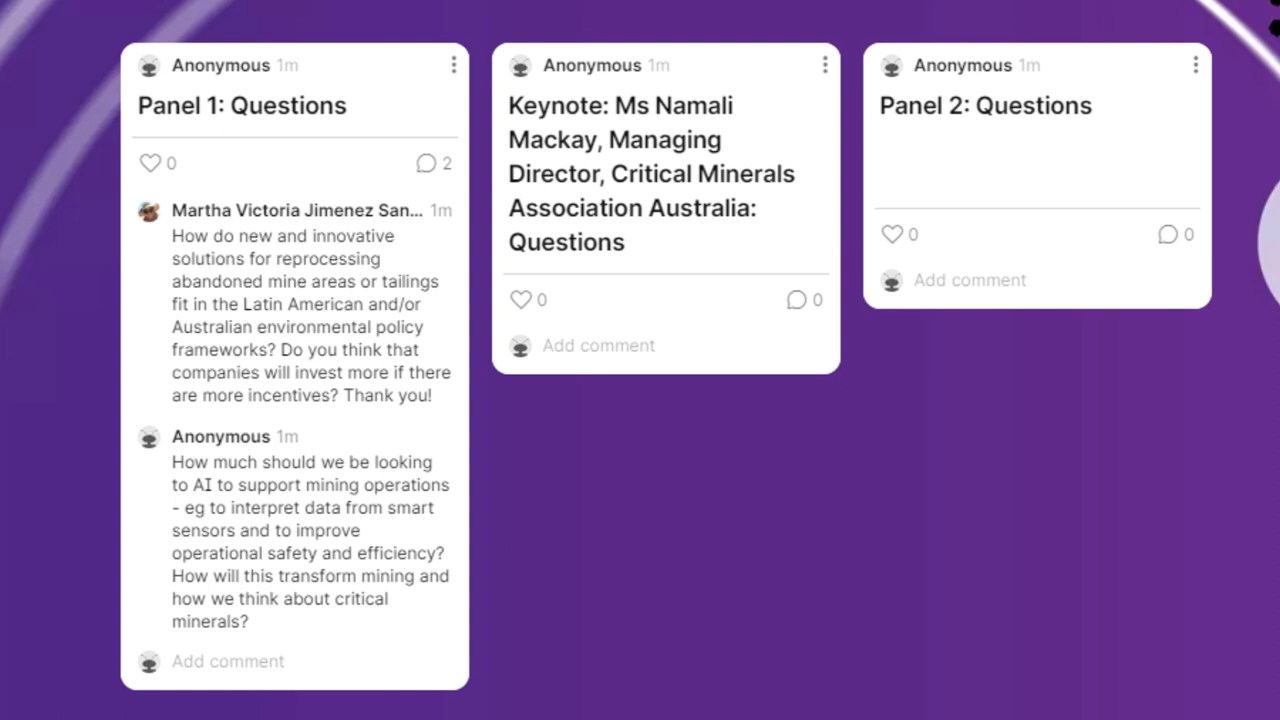 Anonymous 1m
Panel 1: Questions
0
2
Martha Victoria Jimenez San... 1m
How do new and innovative
solutions for reprocessing
abandoned mine areas or tailings
fit in the Latin American and/or
Australian environmental policy
frameworks? Do you think that
companies will invest more if there
are more incentives? Thank you!
Anonymous 1m
How much should we be looking
to AI to support mining operations
- eg to interpret data from smart
sensors and to improve
operational safety and efficiency?
How will this transform mining and
how we think about critical
minerals?
Add comment
Anonymous 1m
Keynote: Ms Namali
Mackay, Managing
Director, Critical Minerals
Association Australia:
Questions
0
0
Add comment
Anonymous 1m
Panel 2: Questions
0
0
Add comment